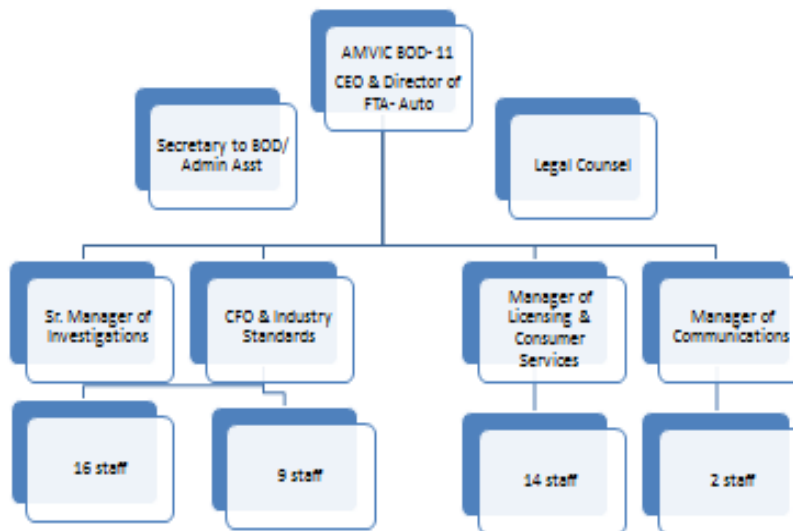 AMVIC BOD- 11
CEO & Director of
FTA- Auto
Secretary to BOD/
Admin Asst
Legal Counsel
Sr. Manager of
Investigations
CFO & Industry
Standards
Manager of
Licensing &
Consumer
Services
Manager of
Communications
16 staff
9 staff
14 staff
2 staff